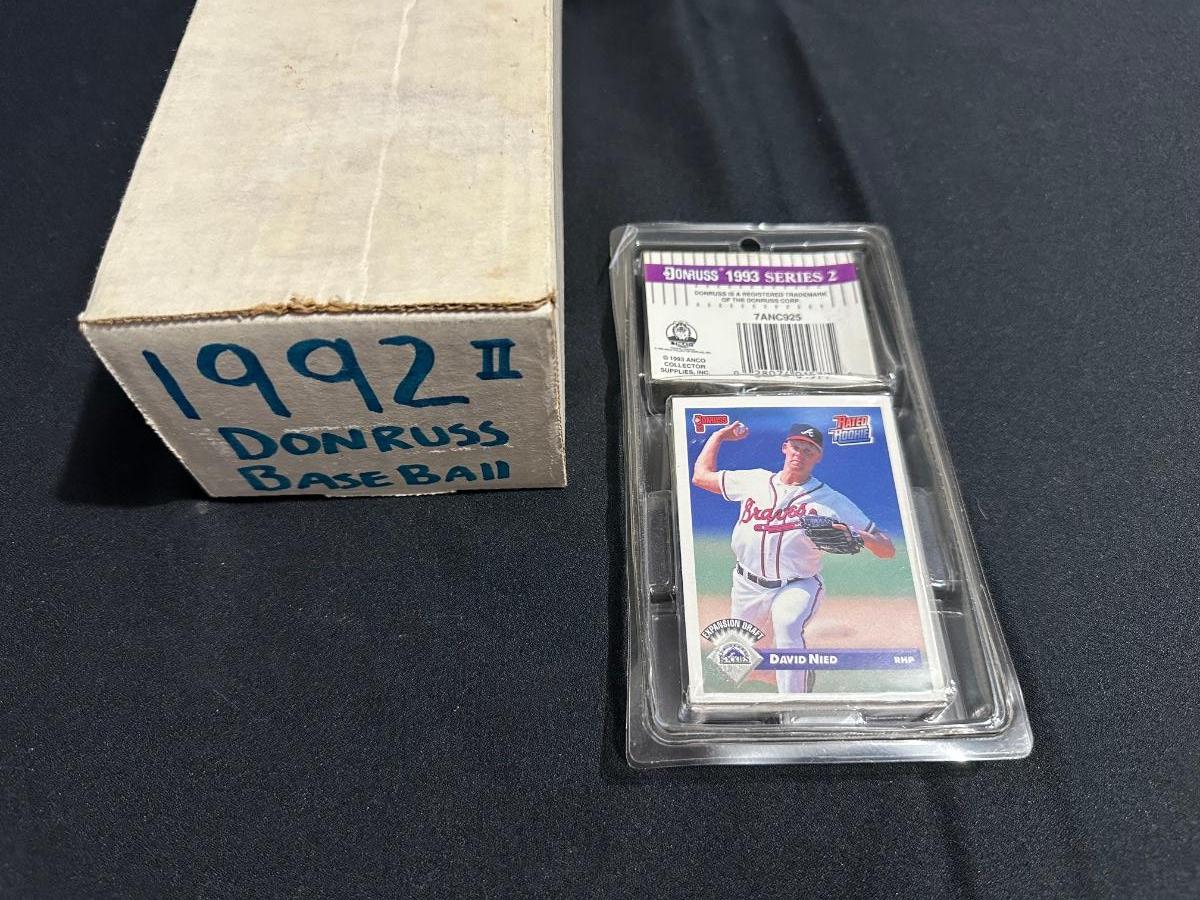 1992 II
DONRUSS
BASEBAll
DONRUSS 1993 SERIES 2
DONRUSS IS A REGISTERED TRADEMARK
OF THE DONRUSS CORP.
7ANC925
© 1993 ANCO
COLLECTOR
SUPPLIES, INC.
DONRUSS
RATED
ROOKIE
Braves
EXPANSION DRAFT
ROCKIES
DAVID NIED RHP